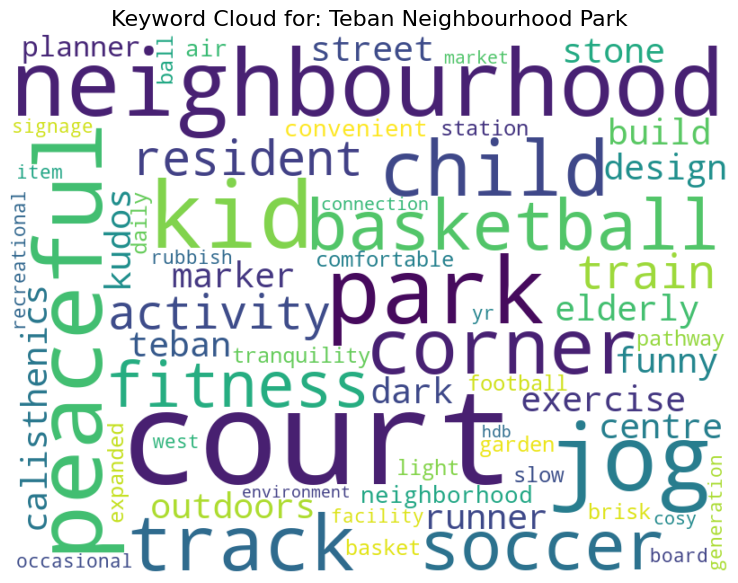 Keyword Cloud for: Teban Neighbourhood Park
planner
ball
air
street
market
stone
neighbourhood
signage
convenient
station
build
item
peaceful
resident
child
design
kudos
daily
kid
connection
basketball
recreational
rubbish
comfortable
marker
park
train
calisthenics
activity
yr
elderly
teban
tranquility
corner
pathway
funny
fitness
dark
football
exercise
court
hdb
centre
expanded
west
garden
jog
light
slow
generation
environment
neighborhood
outdoors
facility
runner
brisk
cosy
track
basket
soccer
board
occasional